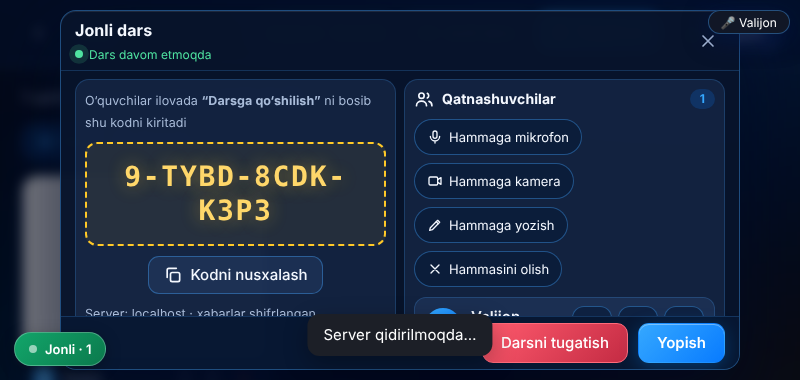 Jonli dars
Dars davom etmoqda
Valijon
O‘quvchilar ilovada “Darsga qo‘shilish” ni bosib
shu kodni kiritadi
9-TYBD-8CDK-
K3P3
Kodni nusxalash
Server: localhost · xabarlar shifrlangan
Qatnashuvchilar
1
Hammaga mikrofon
Hammaga kamera
Hammaga yozish
Hammasini olish
Valijon
Server qidirilmoqda...
Jonli · 1
Darsni tugatish
Yopish